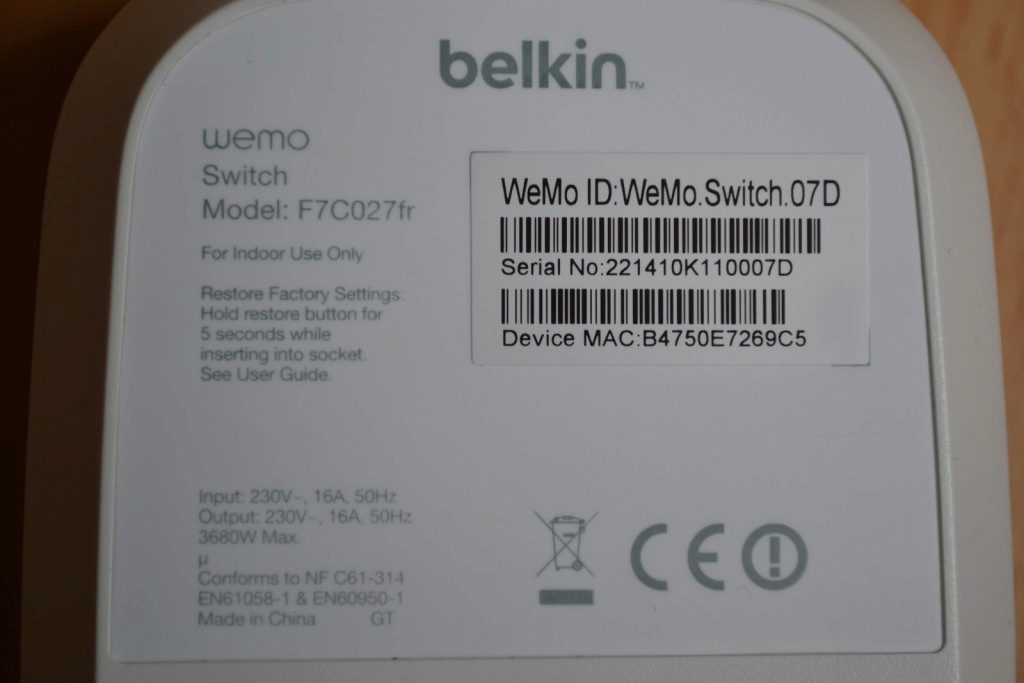 belkin™
wemo
Switch
Model: F7C027fr
For Indoor Use Only
Restore Factory Settings:
Hold restore button for
5 seconds while
inserting into socket.
See User Guide.
WeMo ID:WeMo.Switch.07D
Serial No:221410K110007D
Device MAC:B4750E7269C5
Input: 230V~, 16A, 50Hz
Output: 230V~, 16A, 50Hz
3680W Max.
μ
Conforms to NF C61-314
EN61058-1 & EN60950-1
Made in China GT
CE